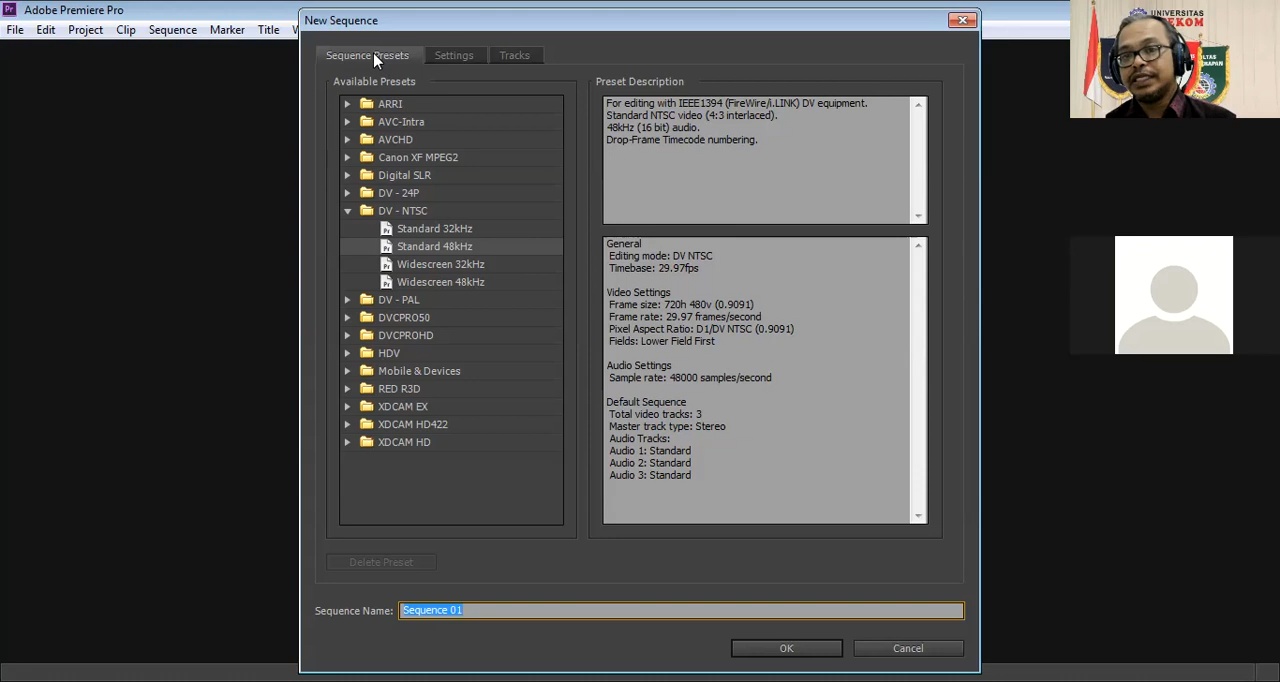 Adobe Premiere Pro
File Edit Project Clip Sequence Marker Title
New Sequence
Sequence Presets Settings Tracks
Available Presets
ARRI
AVC-Intra
AVCHD
Canon XF MPEG2
Digital SLR
DV - 24P
DV - NTSC
Standard 32kHz
Standard 48kHz
Widescreen 32kHz
Widescreen 48kHz
DV - PAL
DVCPRO50
DVCPROHD
HDV
Mobile & Devices
RED R3D
XDCAM EX
XDCAM HD422
XDCAM HD
Delete Preset
Preset Description
For editing with IEEE1394 (FireWire/i.LINK) DV equipment.
Standard NTSC video (4:3 interlaced).
48kHz (16 bit) audio.
Drop-Frame Timecode numbering.
General
Editing mode: DV NTSC
Timebase: 29.97fps
Video Settings
Frame size: 720h 480v (0.9091)
Frame rate: 29.97 frames/second
Pixel Aspect Ratio: D1/DV NTSC (0.9091)
Fields: Lower Field First
Audio Settings
Sample rate: 48000 samples/second
Default Sequence
Total video tracks: 3
Master track type: Stereo
Audio Tracks:
Audio 1: Standard
Audio 2: Standard
Audio 3: Standard
Sequence Name: Sequence 01
OK Cancel
UNIVERSITAS